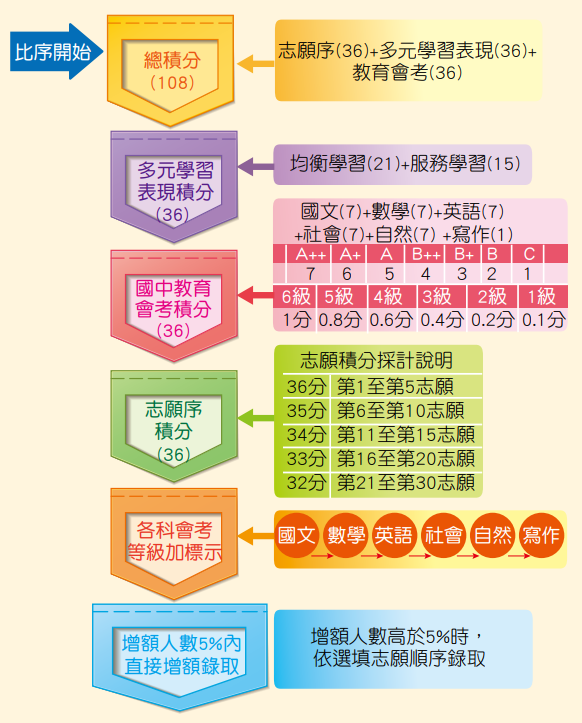 比序開始
總積分
(108)
志願序(36)+多元學習表現(36)+
教育會考(36)
多元學習
表現積分
(36)
均衡學習(21)+服務學習(15)
國中教育
會考積分
(36)
國文(7)+數學(7)+英語(7)
+社會(7)+自然(7) +寫作(1)
A++ A+ A B++ B+ B C
7 6 5 4 3 2 1
6級 5級 4級 3級 2級 1級
1分 0.8分 0.6分 0.4分 0.2分 0.1分
志願序
積分
(36)
志願積分採計說明
36分 第1至第5志願
35分 第6至第10志願
34分 第11至第15志願
33分 第16至第20志願
32分 第21至第30志願
各科會考
等級加標示
國文 數學 英語 社會 自然 寫作
增額人數5%內
直接增額錄取
增額人數高於5%時，
依選填志願順序錄取